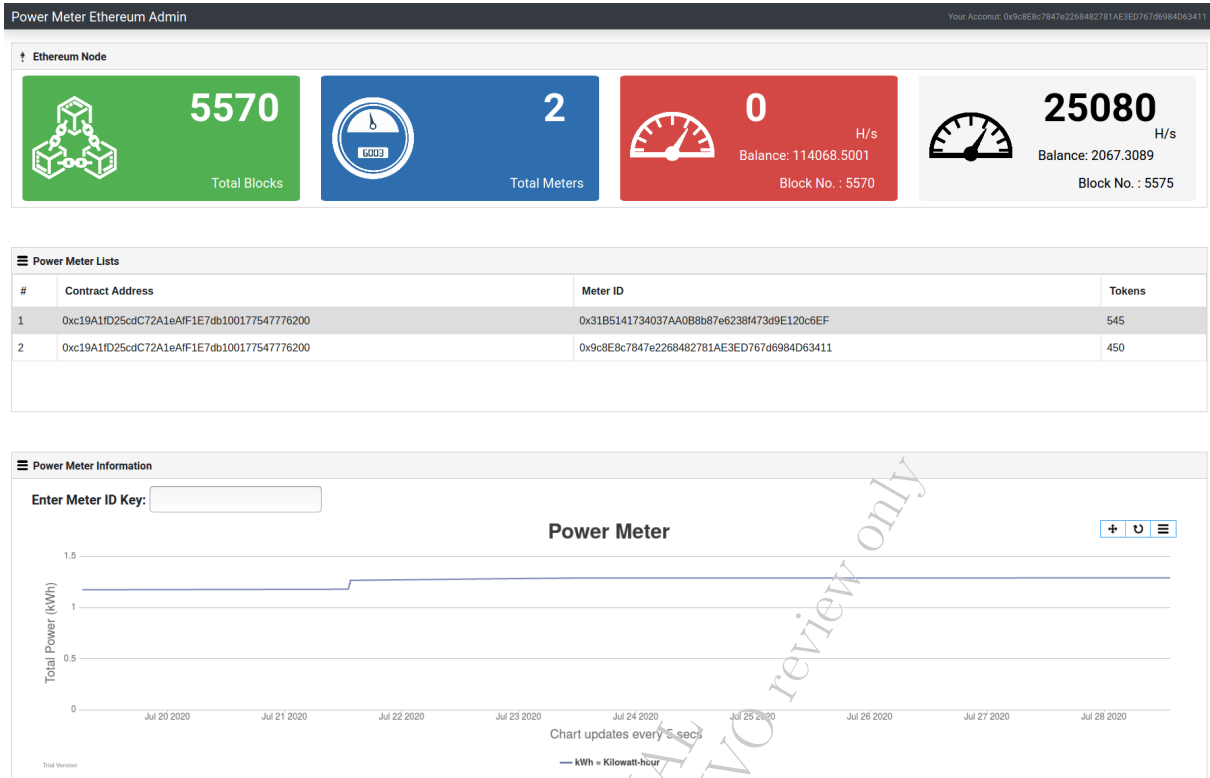 Power Meter Ethereum Admin
Your Acconut: 0x9c8E8c7847e2268482781AE3ED767d6984D63411
Ethereum Node
5570
Total Blocks
6003
2
Total Meters
0
H/s
Balance: 114068.5001
Block No. : 5570
25080
H/s
Balance: 2067.3089
Block No. : 5575
Power Meter Lists
# Contract Address Meter ID Tokens
1 0xc19A1fD25cdC72A1eAfF1E7db100177547776200 0x31B5141734037AA0B8b87e6238f473d9E120c6EF 545
2 0xc19A1fD25cdC72A1eAfF1E7db100177547776200 0x9c8E8c7847e2268482781AE3ED767d6984D63411 450
Power Meter Information
Enter Meter ID Key:
Power Meter
Total Power (kWh)
1.5
1
0.5
0
Jul 20 2020 Jul 21 2020 Jul 22 2020 Jul 23 2020 Jul 24 2020 Jul 25 2020 Jul 26 2020 Jul 27 2020 Jul 28 2020
Chart updates every 5 secs
kWh = Kilowatt-hour
Trial Version
review only